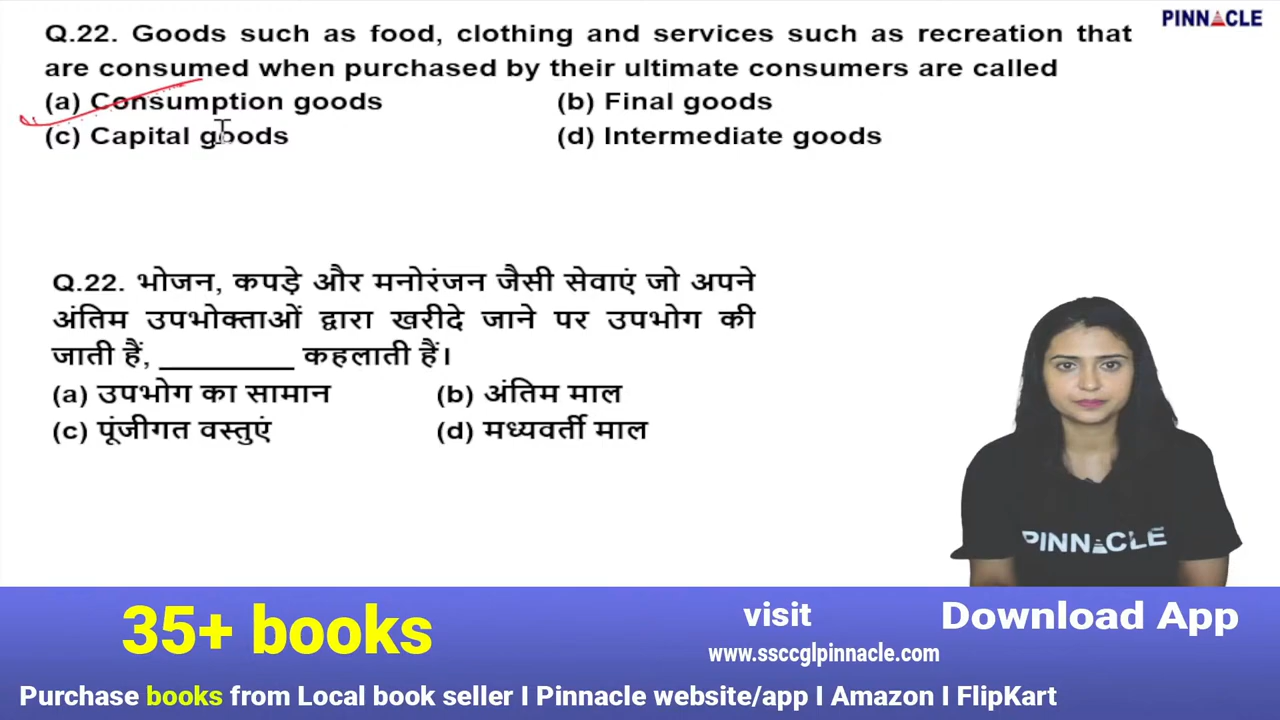 PINNACLE
Q.22. Goods such as food, clothing and services such as recreation that
are consumed when purchased by their ultimate consumers are called
(a) Consumption goods (b) Final goods
(c) Capital goods (d) Intermediate goods
Q.22. भोजन, कपड़े और मनोरंजन जैसी सेवाएं जो अपने
अंतिम उपभोक्ताओं द्वारा खरीदे जाने पर उपभोग की
जाती हैं, ________ कहलाती हैं।
(a) उपभोग का सामान (b) अंतिम माल
(c) पूंजीगत वस्तुएं (d) मध्यवर्ती माल
PINNACLE
35+ books
visit
www.ssccglpinnacle.com
Download App
Purchase books from Local book seller I Pinnacle website/app I Amazon I FlipKart